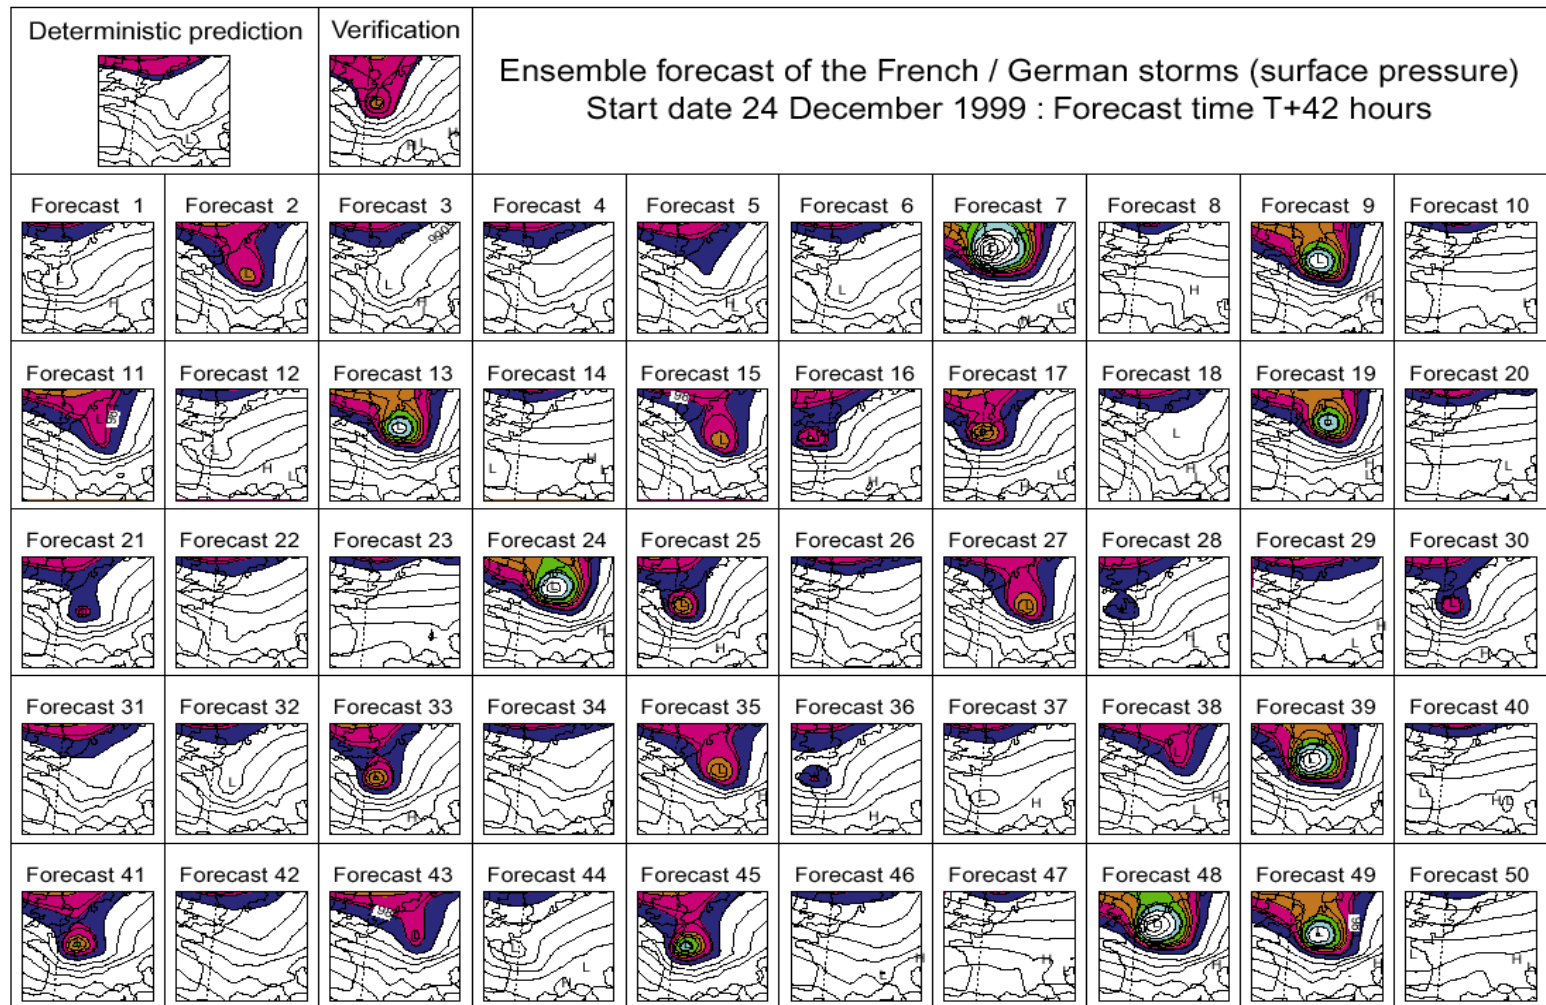 Deterministic prediction
Verification
Ensemble forecast of the French / German storms (surface pressure)
Start date 24 December 1999 : Forecast time T+42 hours
L
L
H
L
H
Forecast 1
Forecast 2
Forecast 3
Forecast 4
Forecast 5
Forecast 6
Forecast 7
Forecast 8
Forecast 9
Forecast 10
L
H
L
990
L
H
H
L
L
L
H
L
H
Forecast 11
Forecast 12
Forecast 13
Forecast 14
Forecast 15
Forecast 16
Forecast 17
Forecast 18
Forecast 19
Forecast 20
L
L
H
L
L
L
H
98
L
H
H
L
L
H
L
H
L
L
Forecast 21
Forecast 22
Forecast 23
Forecast 24
Forecast 25
Forecast 26
Forecast 27
Forecast 28
Forecast 29
Forecast 30
L
H
L
H
L
H
H
L
L
H
Forecast 31
Forecast 32
Forecast 33
Forecast 34
Forecast 35
Forecast 36
Forecast 37
Forecast 38
Forecast 39
Forecast 40
L
H
L
H
H
L
H
H
L
L
H
L
H
Forecast 41
Forecast 42
Forecast 43
Forecast 44
Forecast 45
Forecast 46
Forecast 47
Forecast 48
Forecast 49
Forecast 50
98
L
L
H
H
L
H
L
H
L
H